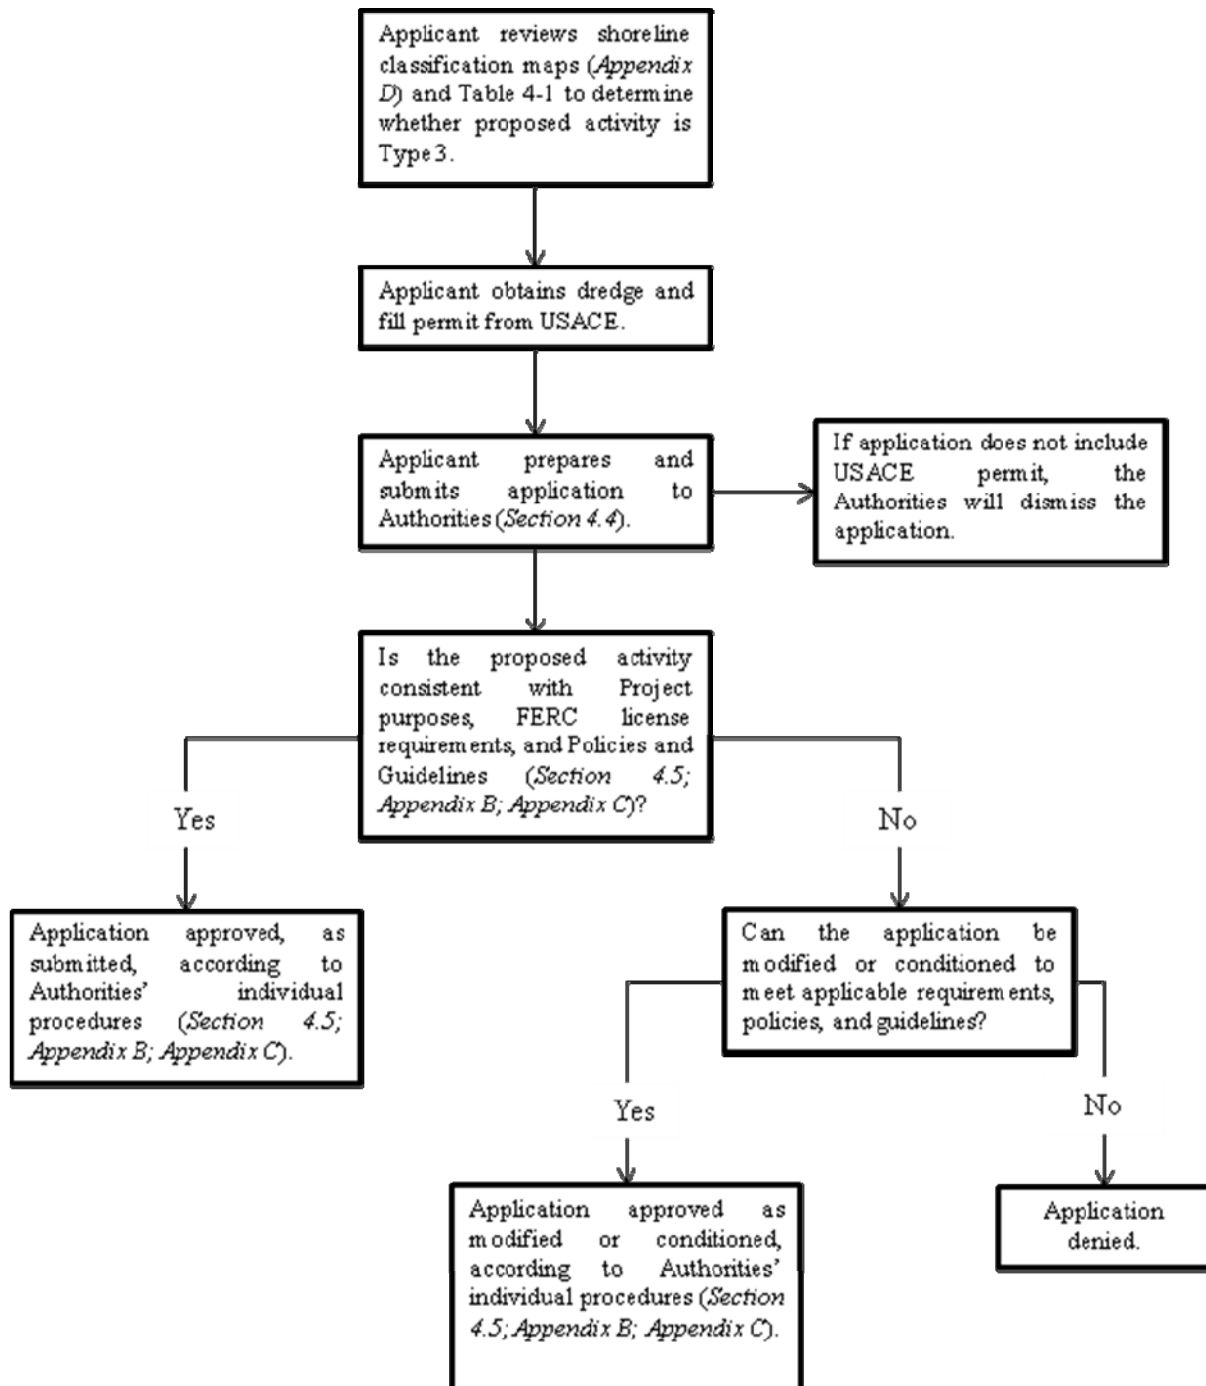 Applicant reviews shoreline
classification maps (Appendix
D) and Table 4-1 to determine
whether proposed activity is
Type 3.
Applicant obtains dredge and
fill permit from USACE.
Applicant prepares and
submits application to
Authorities (Section 4.4).
If application does not include
USACE permit, the
Authorities will dismiss the
application.
Is the proposed activity
consistent with Project
purposes, FERC license
requirements, and Policies and
Guidelines (Section 4.5;
Appendix B; Appendix C)?
Yes
No
Application approved, as
submitted, according to
Authorities' individual
procedures (Section 4.5;
Appendix B; Appendix C).
Can the application be
modified or conditioned to
meet applicable requirements,
policies, and guidelines?
Yes
No
Application approved as
modified or conditioned,
according to Authorities'
individual procedures (Section
4.5; Appendix B; Appendix C).
Application
denied.